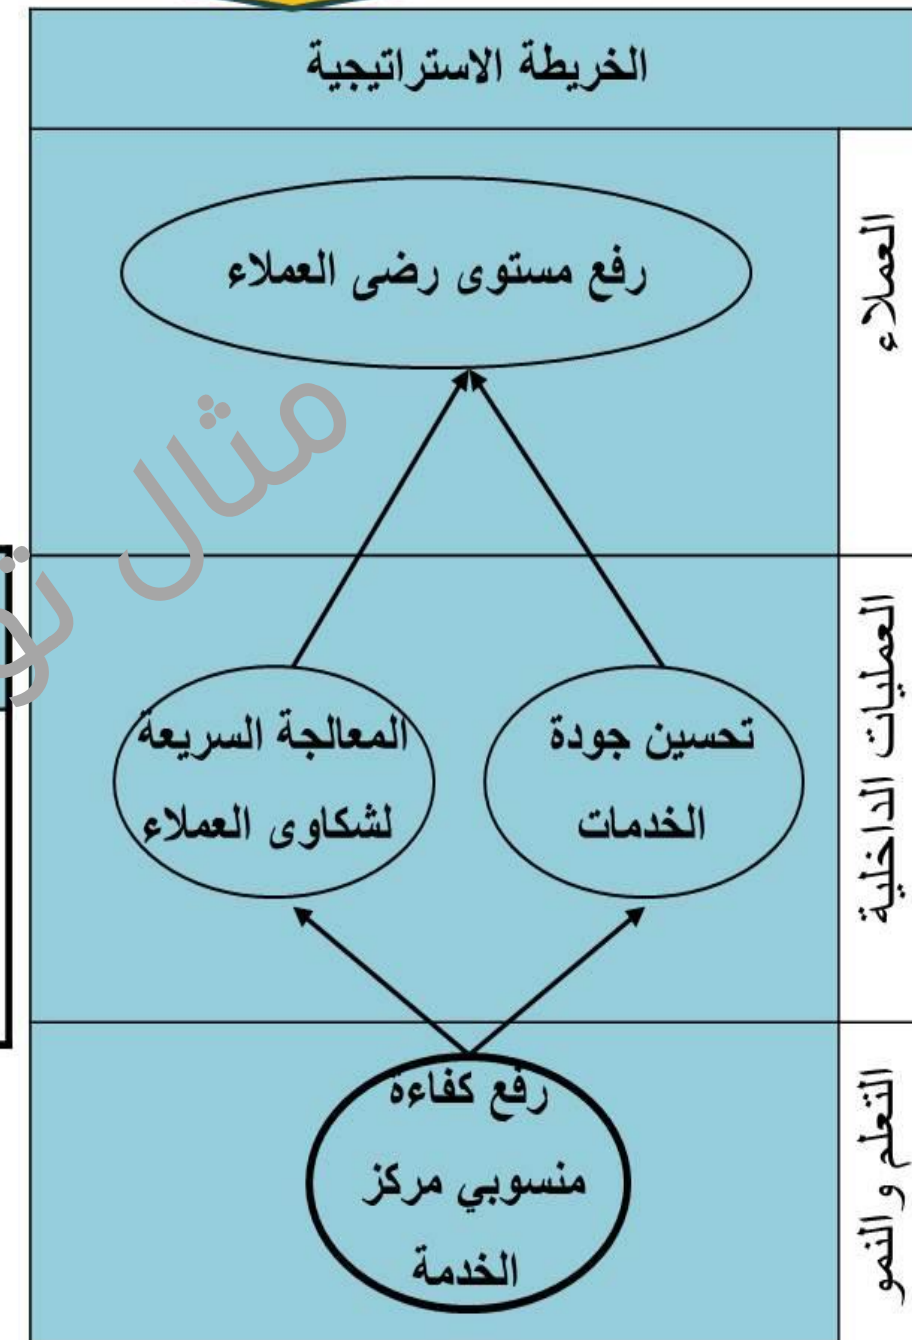 الخريطة الاستراتيجية
العملاء
رفع مستوى رضى العملاء
مثال
العمليات الداخلية
تحسين جودة
الخدمات
المعالجة السريعة
لشكاوى العملاء
التعلم والنمو
رفع كفاءة
منسوبي مركز
الخدمة